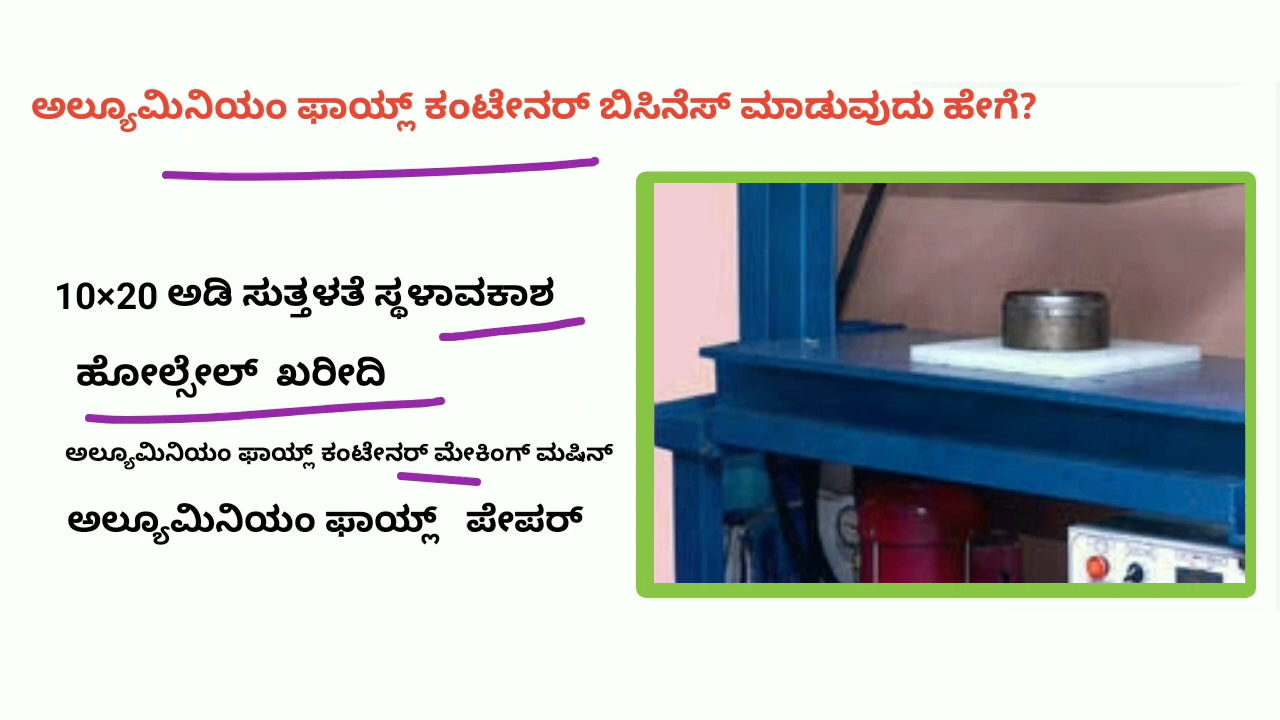 ಅಲ್ಯೂಮಿನಿಯಂ ಫಾಯ್ಲ್ ಕಂಟೇನರ್ ಬಿಸಿನೆಸ್ ಮಾಡುವುದು ಹೇಗೆ?
10×20 ಅಡಿ ಸುತ್ತಳತೆ ಸ್ಥಳಾವಕಾಶ
ಹೋಲ್ಸೇಲ್ ಖರೀದಿ
ಅಲ್ಯೂಮಿನಿಯಂ ಫಾಯ್ಲ್ ಕಂಟೇನರ್ ಮೇಕಿಂಗ್ ಮಷಿನ್
ಅಲ್ಯೂಮಿನಿಯಂ ಫಾಯ್ಲ್ ಪೇಪರ್